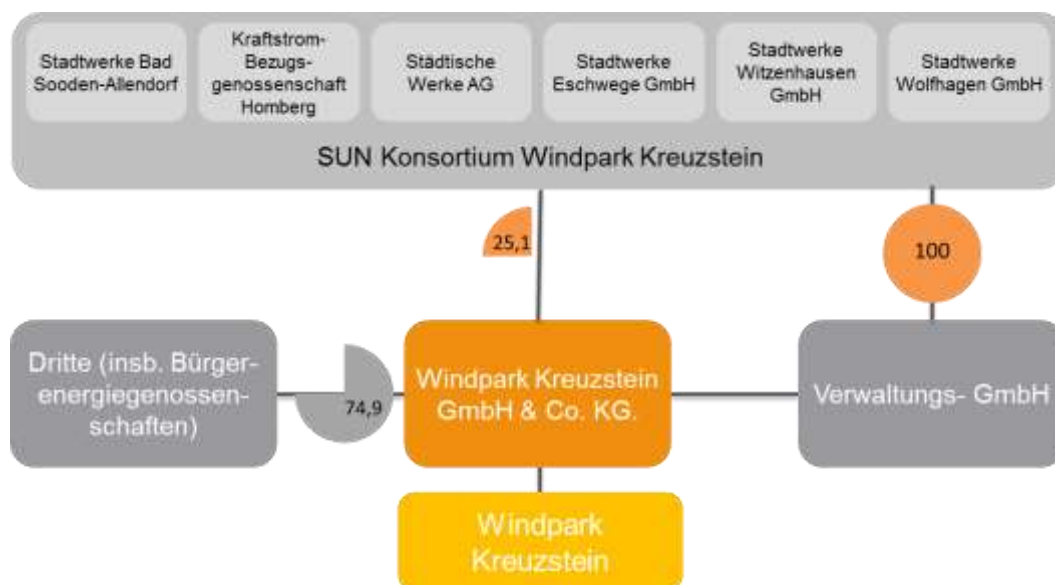 Stadtwerke Bad
Sooden-Allendorf
Kraftstrom-
Bezugs-
genossenschaft
Homberg
Städtische
Werke AG
Stadtwerke
Eschwege GmbH
Stadtwerke
Witzenhausen
GmbH
Stadtwerke
Wolfhagen GmbH
SUN Konsortium Windpark Kreuzstein
25,1
100
Dritte (insb. Bürger-
energiegenossen-
schaften)
74,9
Windpark Kreuzstein
GmbH & Co. KG.
Verwaltungs- GmbH
Windpark
Kreuzstein